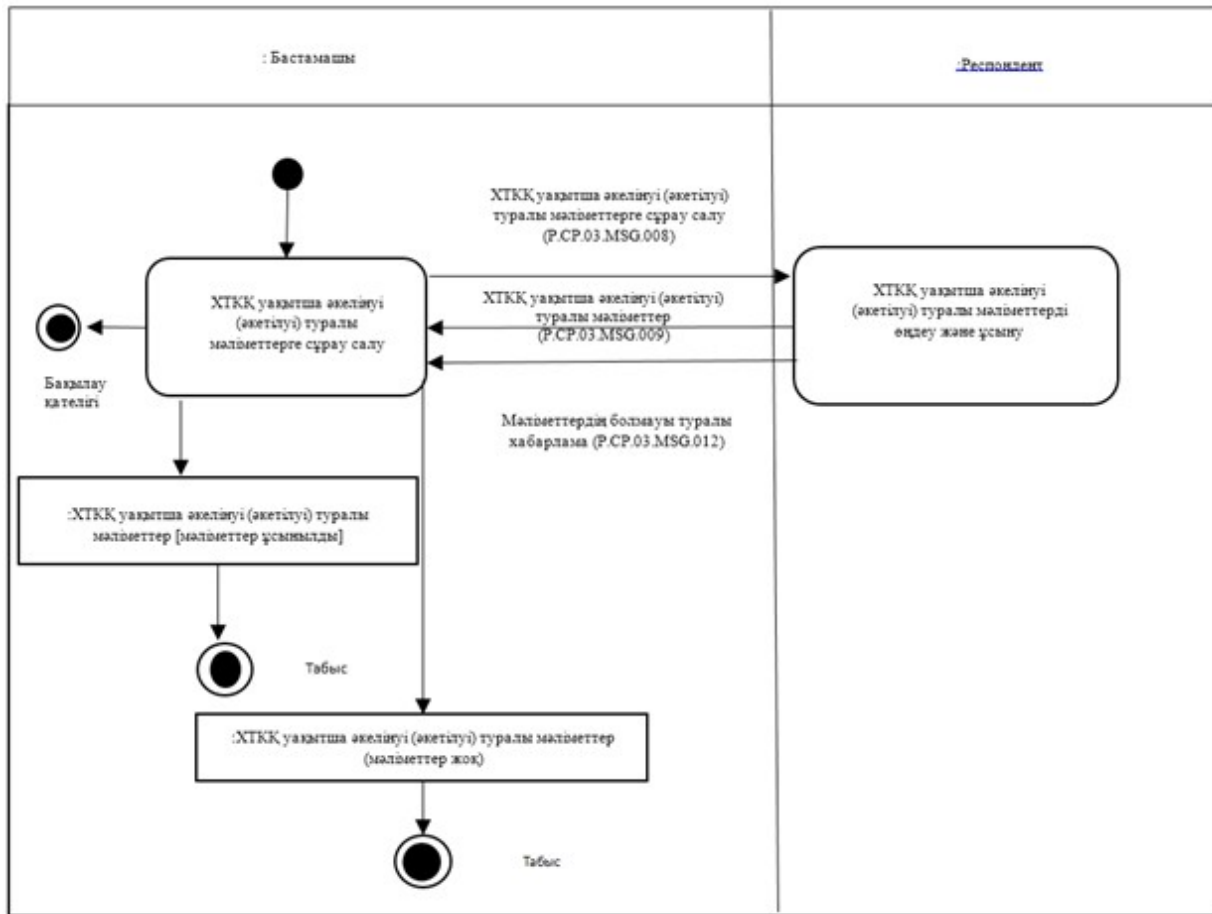 : Бастамашы
:Респондент
ХТКҚ уақытша әкелінуі (әкетілуі)
туралы мәліметтерге сұрау салу
(P.CP.03.MSG.008)
ХТКҚ уақытша әкелінуі
(әкетілуі) туралы
мәліметтерге сұрау салу
ХТКҚ уақытша әкелінуі (әкетілуі)
туралы мәліметтер
(P.CP.03.MSG.009)
ХТКҚ уақытша әкелінуі
(әкетілуі) туралы мәліметтерді
өңдеу және ұсыну
Бақылау
қателігі
Мәліметтердің болмауы туралы
хабарлама (P.CP.03.MSG.012)
:ХТКҚ уақытша әкелінуі (әкетілуі) туралы
мәліметтер [мәліметтер ұсынылды]
Табыс
:ХТКҚ уақытша әкелінуі (әкетілуі) туралы мәліметтер
(мәліметтер жоқ)
Табыс